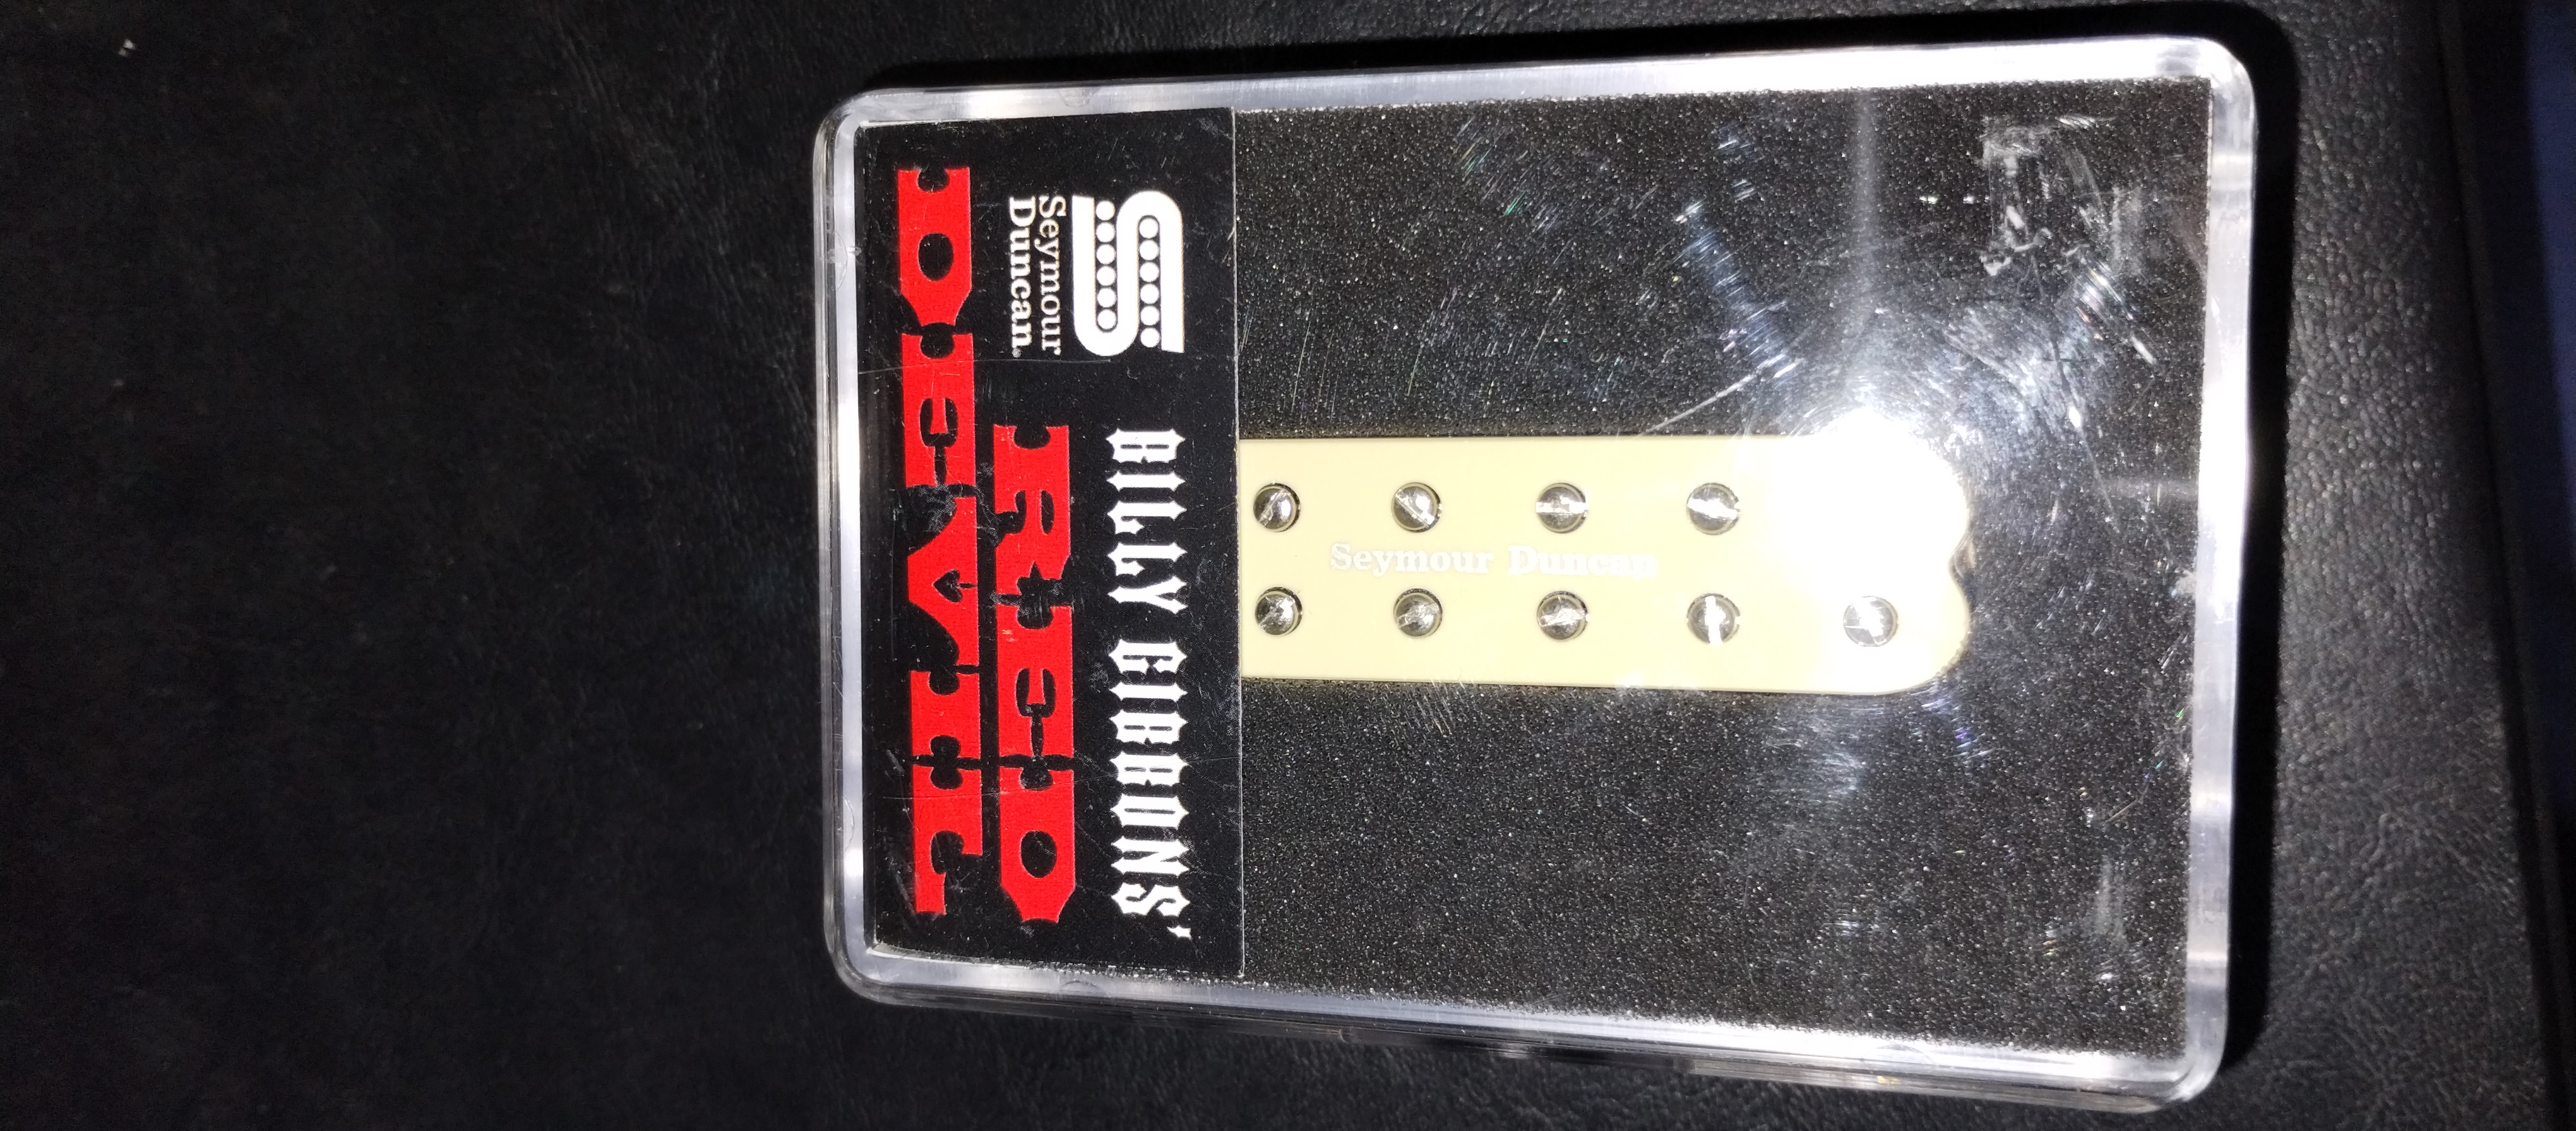 Seymour
Duncan.
BILLY GIBBONS'
RED
DEVIL
Seymour Duncan